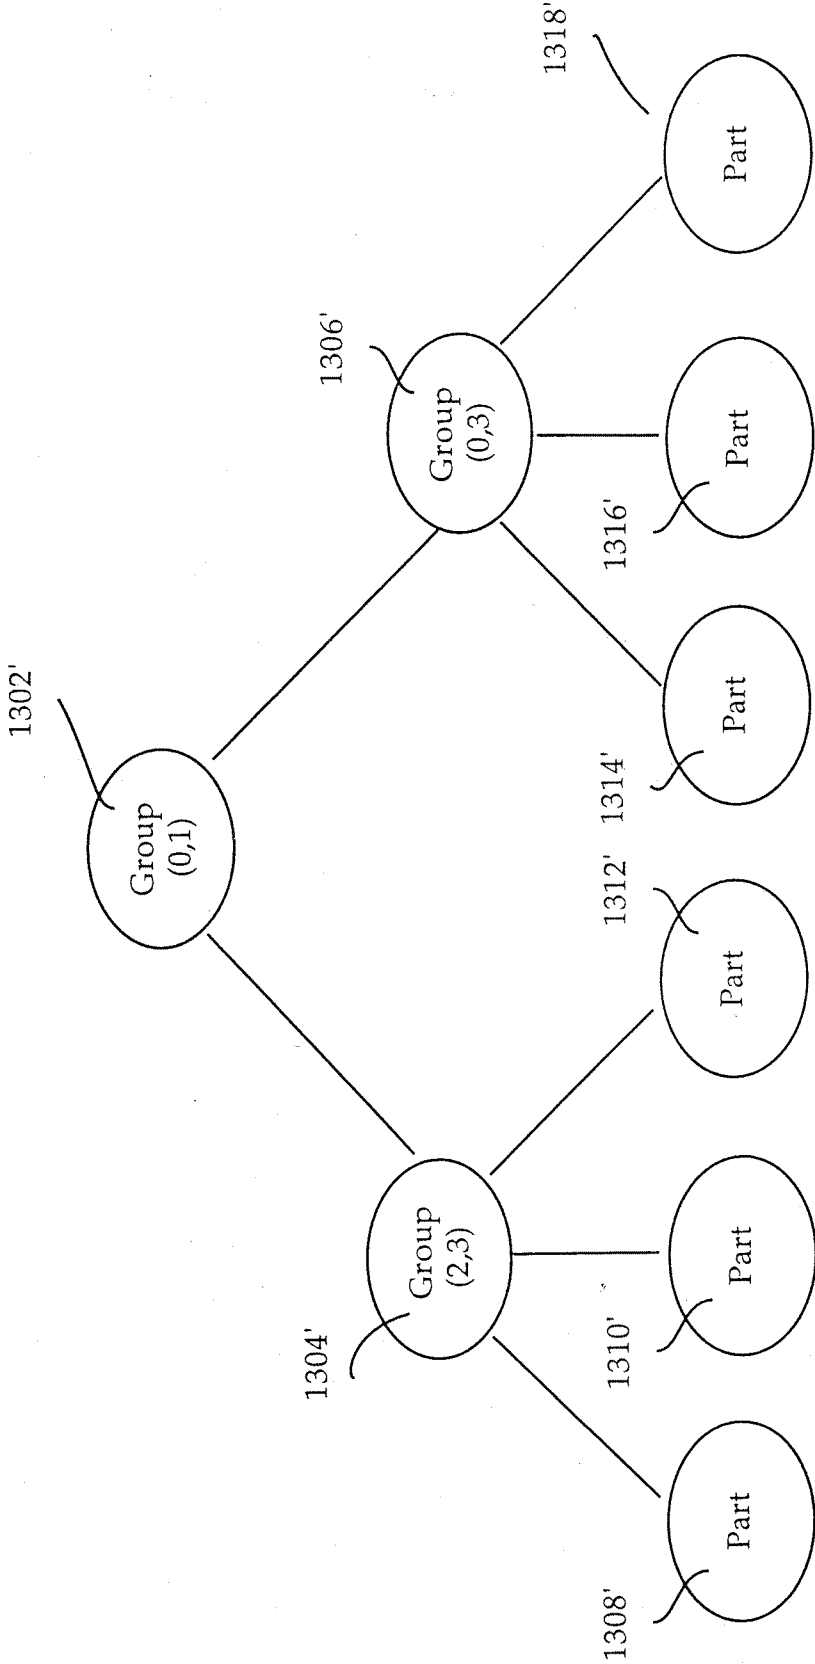 1302'
Group
(0,1)
1304'
Group
(2,3)
1306'
Group
(0,3)
1308'
Part
1310'
Part
1312'
Part
1314'
Part
1316'
Part
1318'
Part